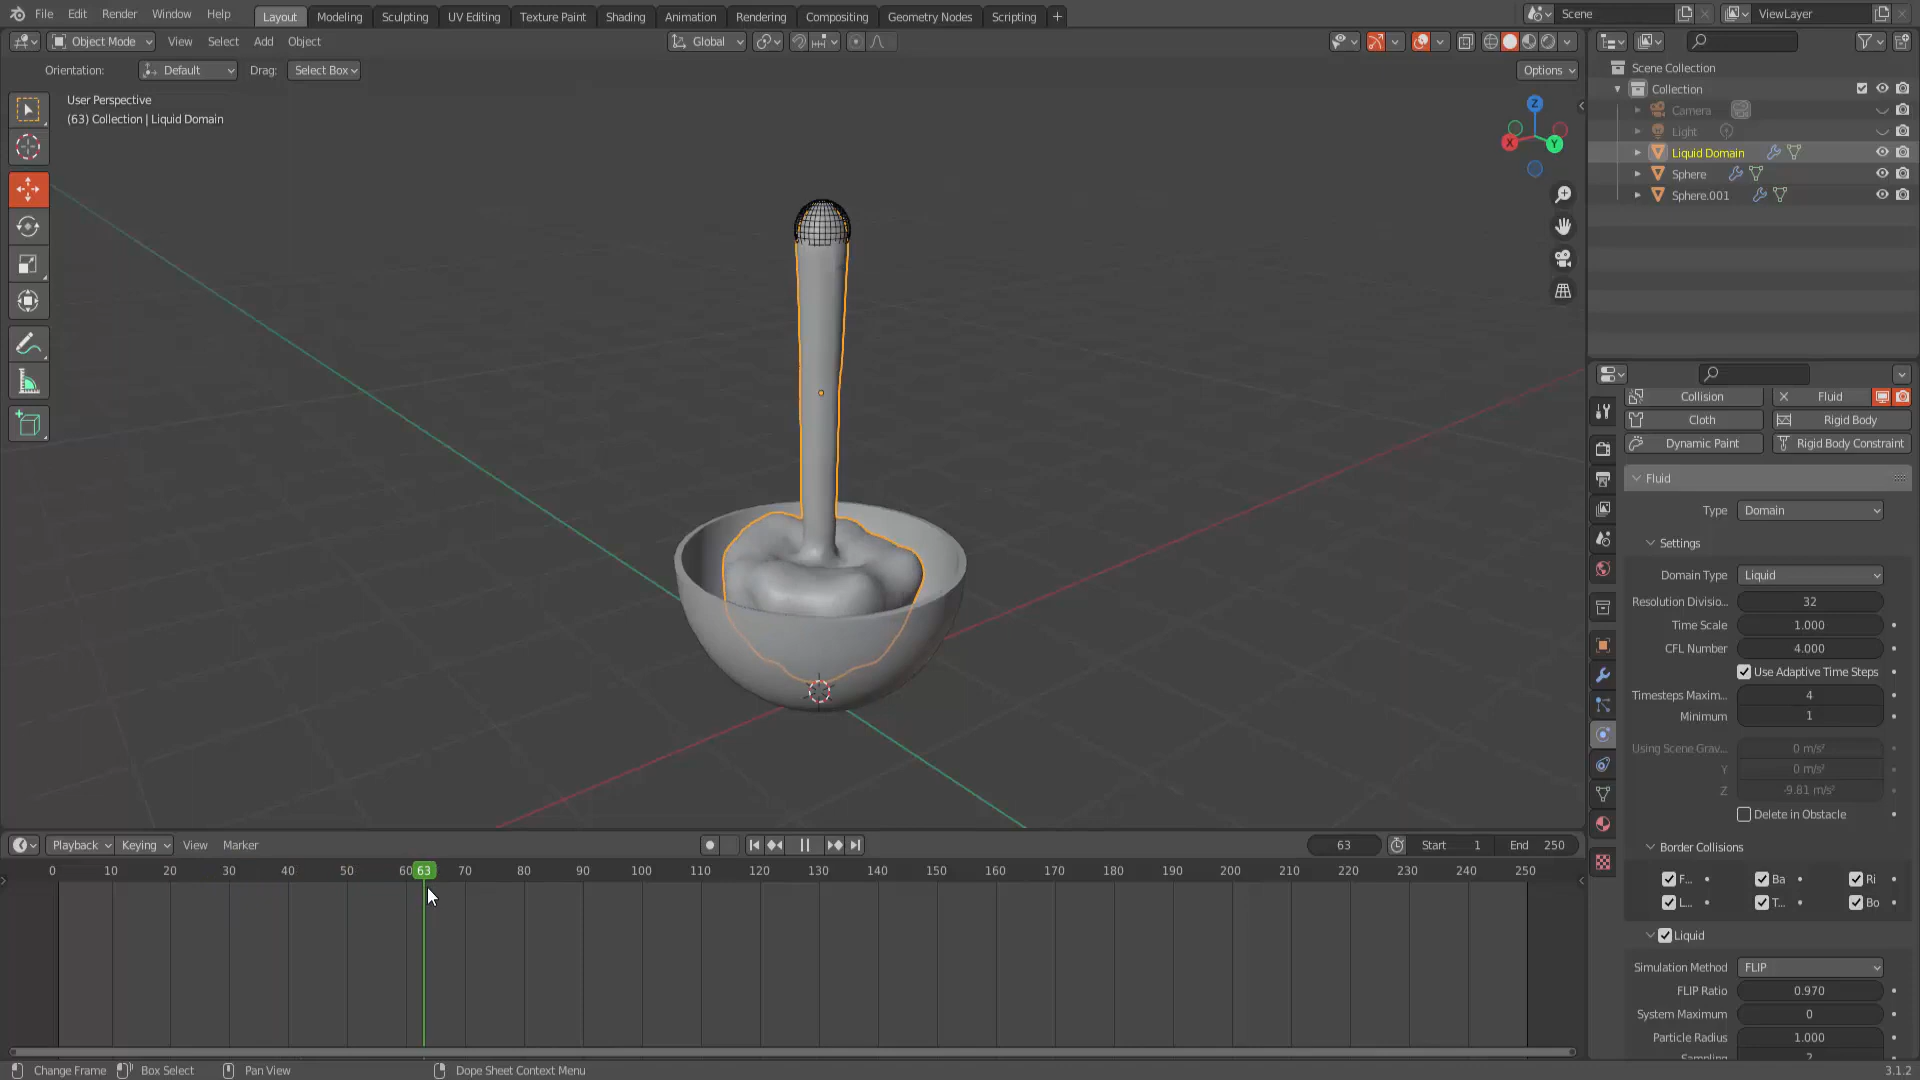 File Edit Render Window Help Layout Modeling Sculpting UV Editing Texture Paint Shading Animation Rendering Compositing Geometry Nodes Scripting + Scene ViewLayer
Object Mode View Select Add Object Global
Orientation: Default Drag: Select Box Options
User Perspective
(63) Collection | Liquid Domain
Z
X
Y
Scene Collection
Collection
Camera
Light
Liquid Domain
Sphere
Sphere.001
Collision Fluid
Cloth Rigid Body
Dynamic Paint Rigid Body Constraint
Fluid
Type Domain
Settings
Domain Type Liquid
Resolution Divisio... 32
Time Scale 1.000
CFL Number 4.000
Use Adaptive Time Steps
Timesteps Maxim... 4
Minimum 1
Using Scene Grav... 0 m/s²
Y 0 m/s²
Z -9.81 m/s²
Delete in Obstacle
Border Collisions
F... Ba Ri
L... T... Bo
Liquid
Simulation Method FLIP
FLIP Ratio 0.970
System Maximum 0
Particle Radius 1.000
Sampling 2
Playback Keying View Marker 63 Start 1 End 250
0 10 20 30 40 50 60 63 70 80 90 100 110 120 130 140 150 160 170 180 190 200 210 220 230 240 250
Change Frame Box Select Pan View Dope Sheet Context Menu 3.1.2